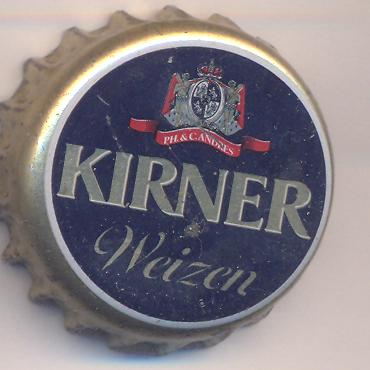 PH. & C. ANDRES
KIRNER
Weizen